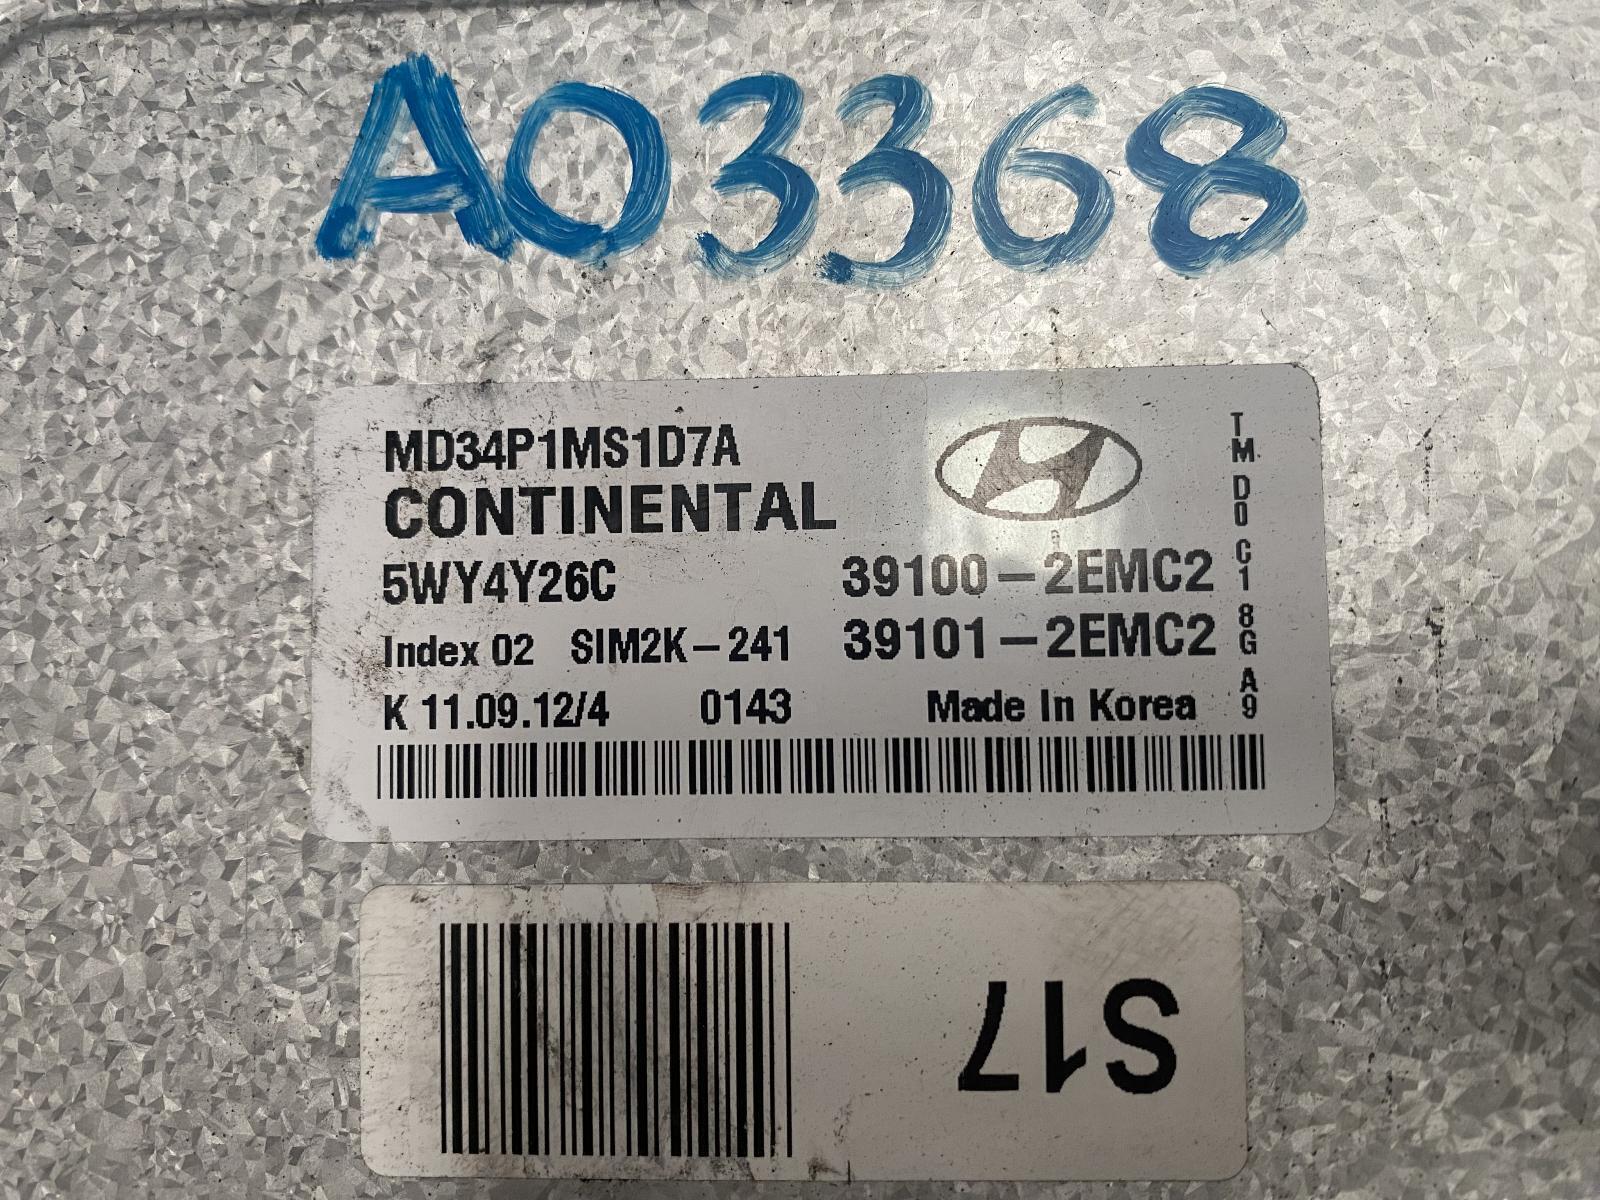 A03368
MD34P1MS1D7A
CONTINENTAL
5WY4Y26C
39100-2EMC2
Index 02 SIM2K-241
39101-2EMC2
K 11.09.12/4 0143 Made In Korea
TM D0 C1 8G A9
S17